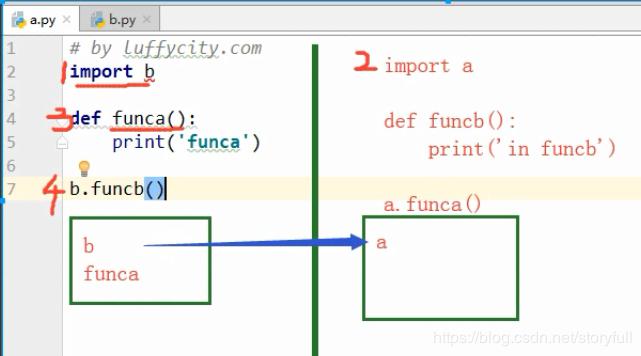 a.py
b.py
1 # by luffycity.com
2 import b
3
4 def funca():
5 print('funca')
6
7 b.funcb()
1
3
4
b
funca
2
import a
def funcb():
print('in funcb')
a.funca()
a
https://blog.csdn.net/storyfull